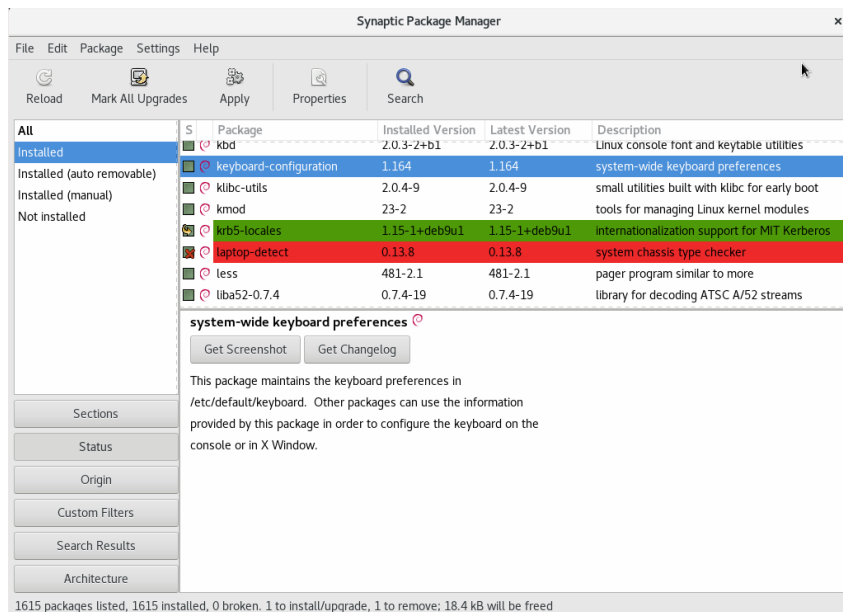 Synaptic Package Manager ×
File Edit Package Settings Help
Reload Mark All Upgrades Apply Properties Search
All
Installed
Installed (auto removable)
Installed (manual)
Not installed
S Package Installed Version Latest Version Description
kbd 2.0.3-2+b1 2.0.3-2+b1 Linux console font and keytable utilities
keyboard-configuration 1.164 1.164 system-wide keyboard preferences
klibc-utils 2.0.4-9 2.0.4-9 small utilities built with klibc for early boot
kmod 23-2 23-2 tools for managing Linux kernel modules
krb5-locales 1.15-1+deb9u1 1.15-1+deb9u1 internationalization support for MIT Kerberos
laptop-detect 0.13.8 0.13.8 system chassis type checker
less 481-2.1 481-2.1 pager program similar to more
liba52-0.7.4 0.7.4-19 0.7.4-19 library for decoding ATSC A/52 streams
system-wide keyboard preferences
Get Screenshot Get Changelog
This package maintains the keyboard preferences in
/etc/default/keyboard. Other packages can use the information
provided by this package in order to configure the keyboard on the
console or in X Window.
Sections
Status
Origin
Custom Filters
Search Results
Architecture
1615 packages listed, 1615 installed, 0 broken. 1 to install/upgrade, 1 to remove; 18.4 kB will be freed